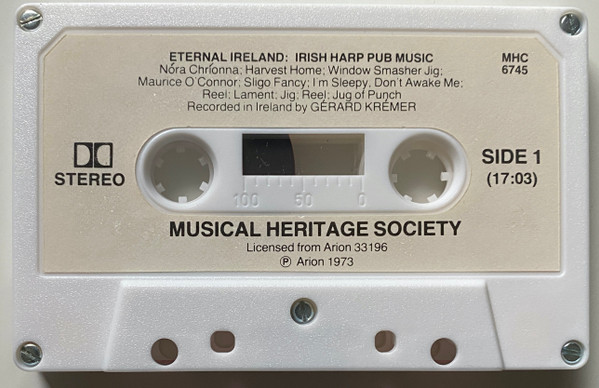 ETERNAL IRELAND: IRISH HARP PUB MUSIC
Nóra Chríonna; Harvest Home; Window Smasher Jig;
Maurice O'Connor; Sligo Fancy; I'm Sleepy, Don't Awake Me;
Reel; Lament; Jig; Reel; Jug of Punch
Recorded in Ireland by GÉRARD KRÉMER
MHC
6745
STEREO
SIDE 1
(17:03)
100 50 0
MUSICAL HERITAGE SOCIETY
Licensed from Arion 33196
℗ Arion 1973